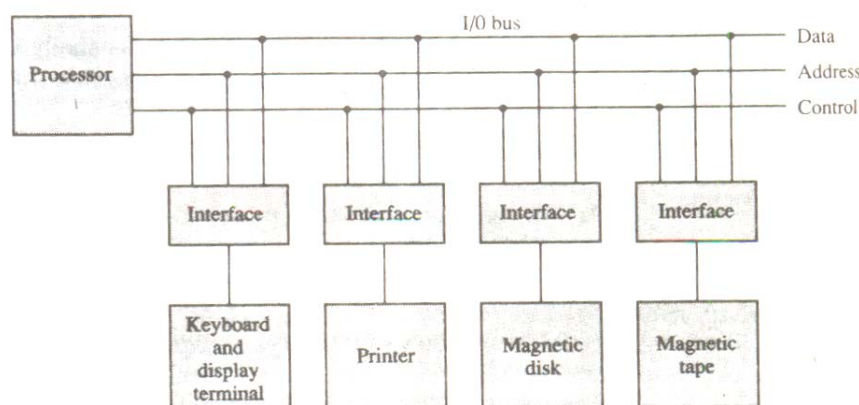 I/0 bus
Data
Processor
Address
Control
Interface
Interface
Interface
Interface
Keyboard
and
display
terminal
Printer
Magnetic
disk
Magnetic
tape